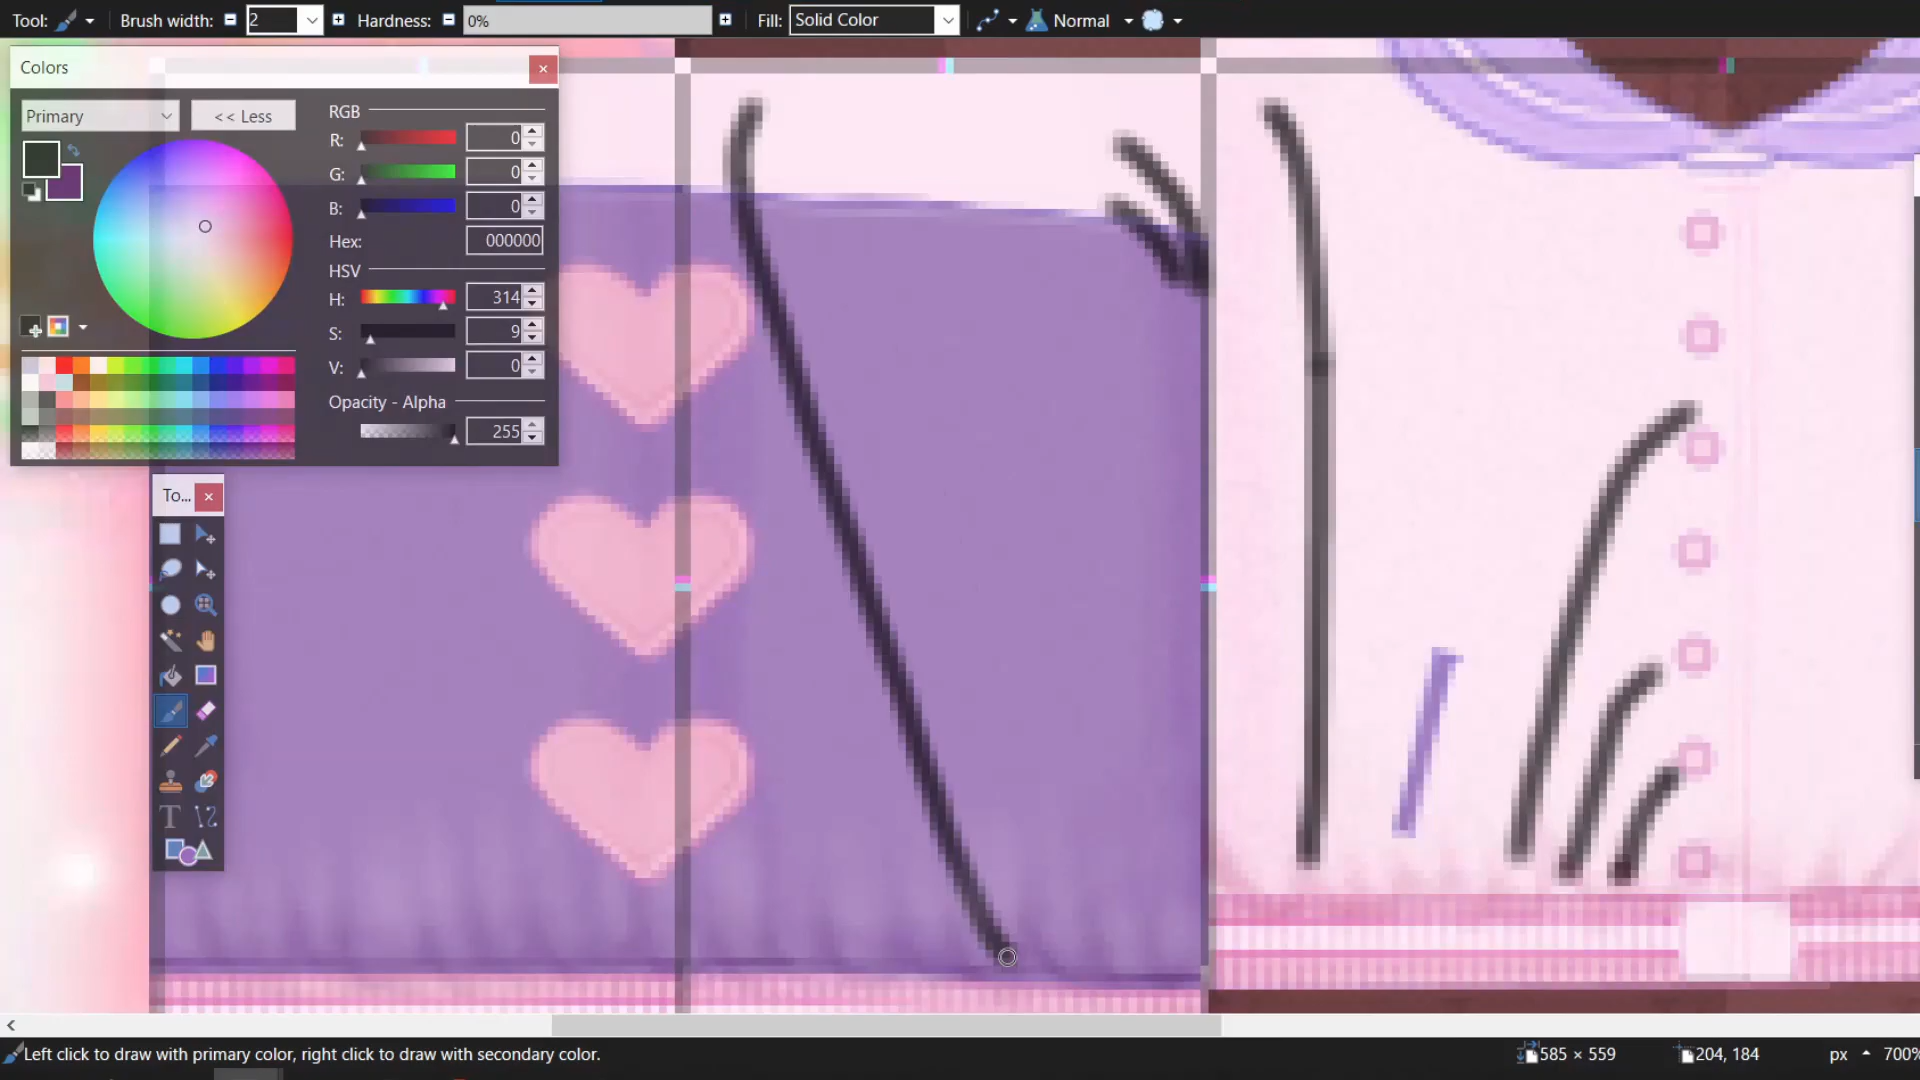 Tool:
Brush width: 2
Hardness: 0%
Fill: Solid Color
Normal
Colors
Primary
<< Less
RGB
R: 0
G: 0
B: 0
Hex: 000000
HSV
H: 314
S: 9
V: 0
Opacity - Alpha
255
To...
T
Left click to draw with primary color, right click to draw with secondary color.
585 × 559
204, 184
px
700%